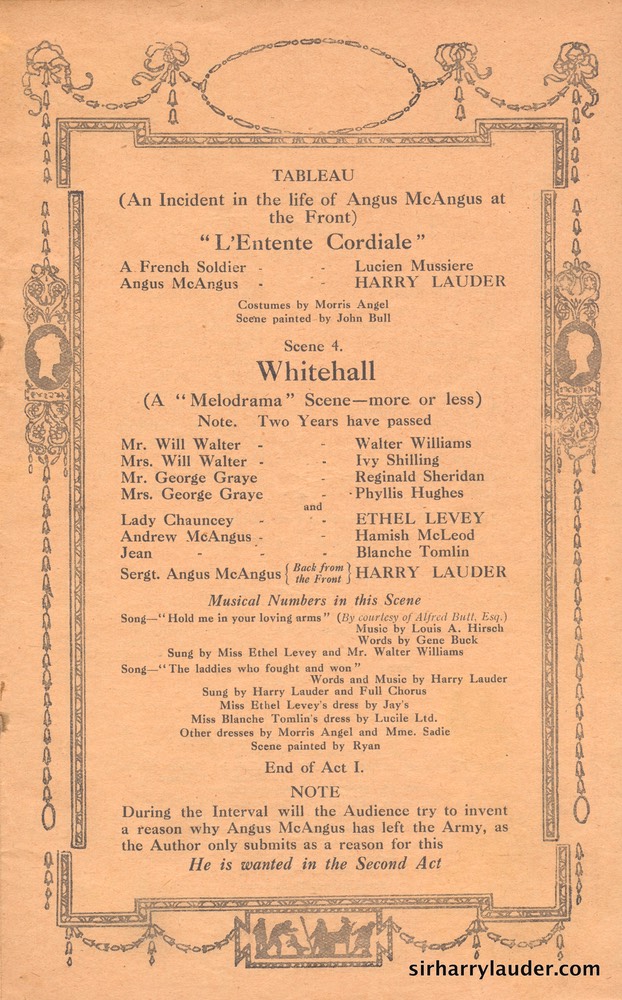 TABLEAU
(An Incident in the life of Angus McAngus at
the Front)
"L'Entente Cordiale"
A French Soldier - - Lucien Mussiere
Angus McAngus - - HARRY LAUDER
Costumes by Morris Angel
Scene painted by John Bull
Scene 4.
Whitehall
(A "Melodrama" Scene—more or less)
Note. Two Years have passed
Mr. Will Walter - - Walter Williams
Mrs. Will Walter - - Ivy Shilling
Mr. George Graye - Reginald Sheridan
Mrs. George Graye - Phyllis Hughes
and
Lady Chauncey - - ETHEL LEVEY
Andrew McAngus - - Hamish McLeod
Jean - - - Blanche Tomlin
Sergt. Angus McAngus { Back from the Front } HARRY LAUDER
Musical Numbers in this Scene
Song—"Hold me in your loving arms" (By courtesy of Alfred Butt, Esq.)
Music by Louis A. Hirsch
Words by Gene Buck
Sung by Miss Ethel Levey and Mr. Walter Williams
Song—"The laddies who fought and won"
Words and Music by Harry Lauder
Sung by Harry Lauder and Full Chorus
Miss Ethel Levey's dress by Jay's
Miss Blanche Tomlin's dress by Lucile Ltd.
Other dresses by Morris Angel and Mme. Sadie
Scene painted by Ryan
End of Act I.
NOTE
During the Interval will the Audience try to invent
a reason why Angus McAngus has left the Army, as
the Author only submits as a reason for this
He is wanted in the Second Act
sirharrylauder.com